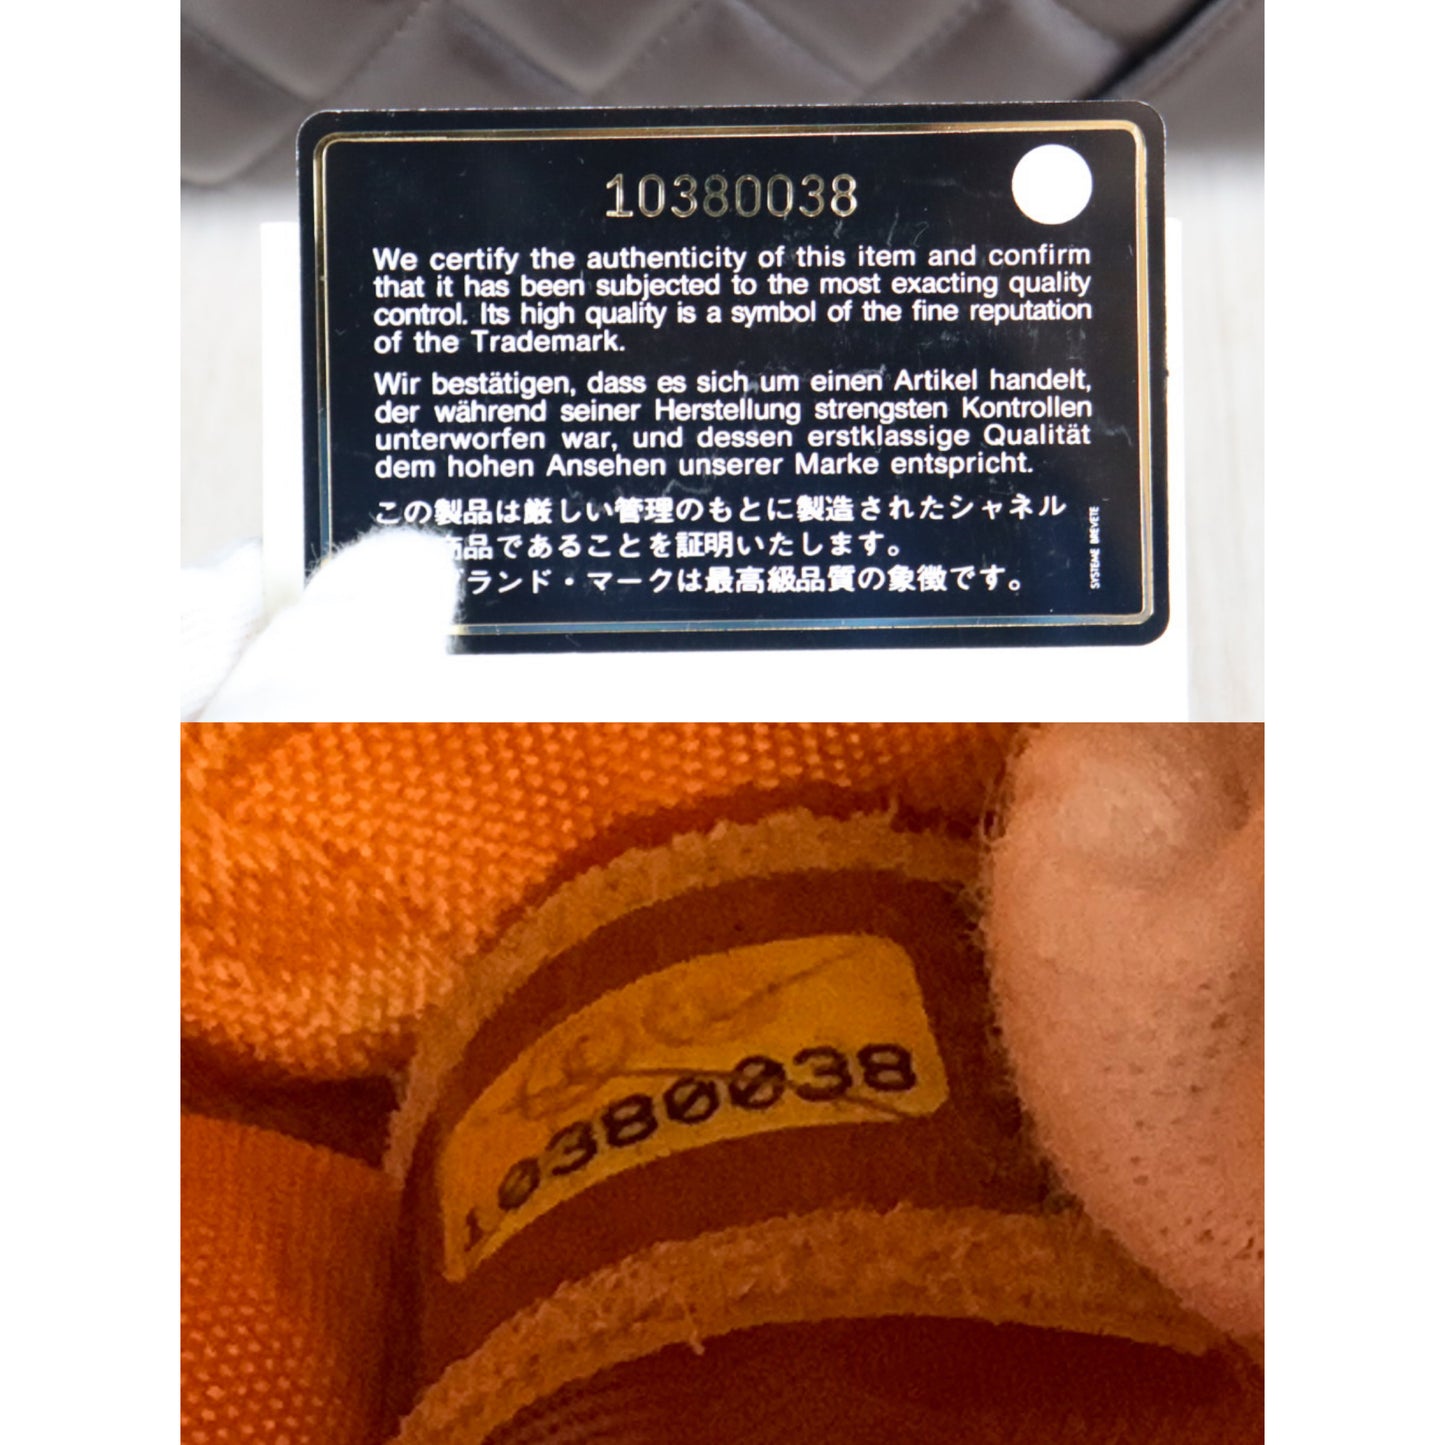 10380038
We certify the authenticity of this item and confirm
that it has been subjected to the most exacting quality
control. Its high quality is a symbol of the fine reputation
of the Trademark.
Wir bestätigen, dass es sich um einen Artikel handelt,
der während seiner Herstellung strengsten Kontrollen
unterworfen war, und dessen erstklassige Qualität
dem hohen Ansehen unserer Marke entspricht.
この製品は厳しい管理のもとに製造されたシャネル
商品であることを証明いたします。
ランド・マークは最高級品質の象徴です。
SYSTEME BREVETE
10380038